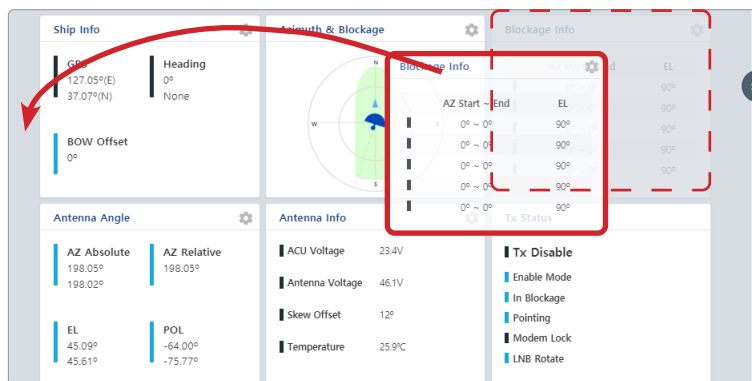 Ship Info
GPS
127.05º(E)
37.07º(N)
Heading
0º
None
BOW Offset
0º
Azimuth & Blockage
N
W
S
Blockage Info
EL
90º
90º
90º
90º
90º
Blockage Info
AZ Start ~ End
EL
0º ~ 0º
90º
0º ~ 0º
90º
0º ~ 0º
90º
0º ~ 0º
90º
0º ~ 0º
90º
Antenna Angle
AZ Absolute
198.05º
198.02º
AZ Relative
198.05º
EL
45.09º
45.61º
POL
-64.00º
-75.77º
Antenna Info
ACU Voltage
23.4V
Antenna Voltage
46.1V
Skew Offset
12º
Temperature
25.9ºC
Tx Status
Tx Disable
Enable Mode
In Blockage
Pointing
Modem Lock
LNB Rotate